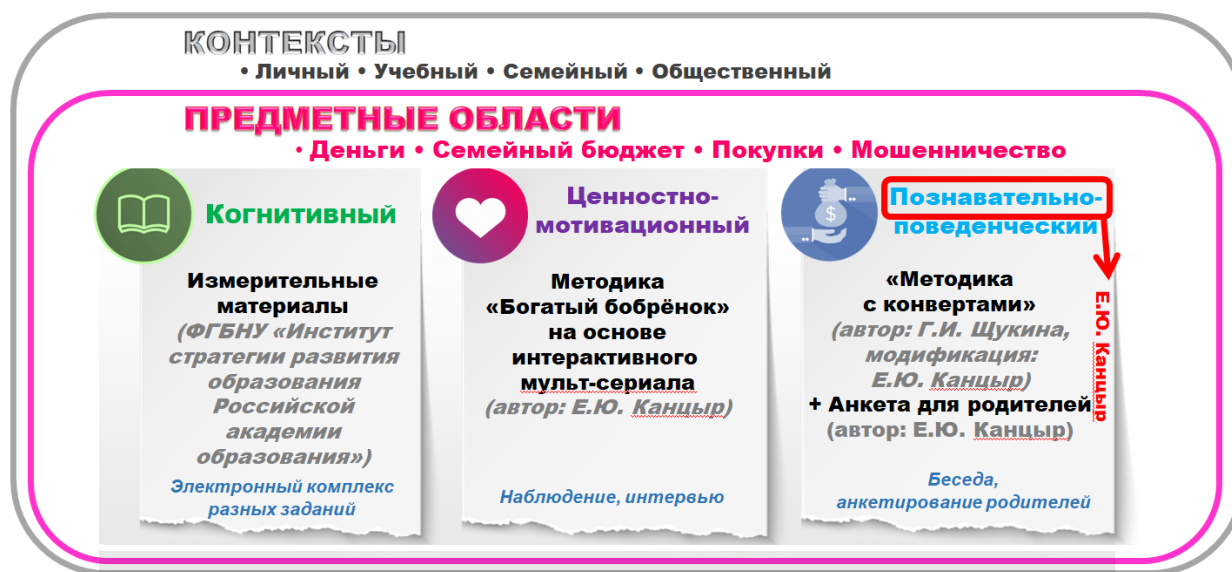 КОНТЕКСТЫ
• Личный • Учебный • Семейный • Общественный
ПРЕДМЕТНЫЕ ОБЛАСТИ
• Деньги • Семейный бюджет • Покупки • Мошенничество
Когнитивный
Измерительные
материалы
(ФГБНУ «Институт
стратегии развития
образования
Российской
академии
образования»)
Электронный комплекс
разных заданий
Ценностно-
мотивационный
Методика
«Богатый бобрёнок»
на основе
интерактивного
мульт-сериала
(автор: Е.Ю. Канцыр)
Наблюдение, интервью
$
Познавательно-
поведенческий
«Методика
с конвертами»
(автор: Г.И. Щукина,
модификация:
Е.Ю. Канцыр)
+ Анкета для родителей
(автор: Е.Ю. Канцыр)
Беседа,
анкетирование родителей
Е.Ю. Канцыр